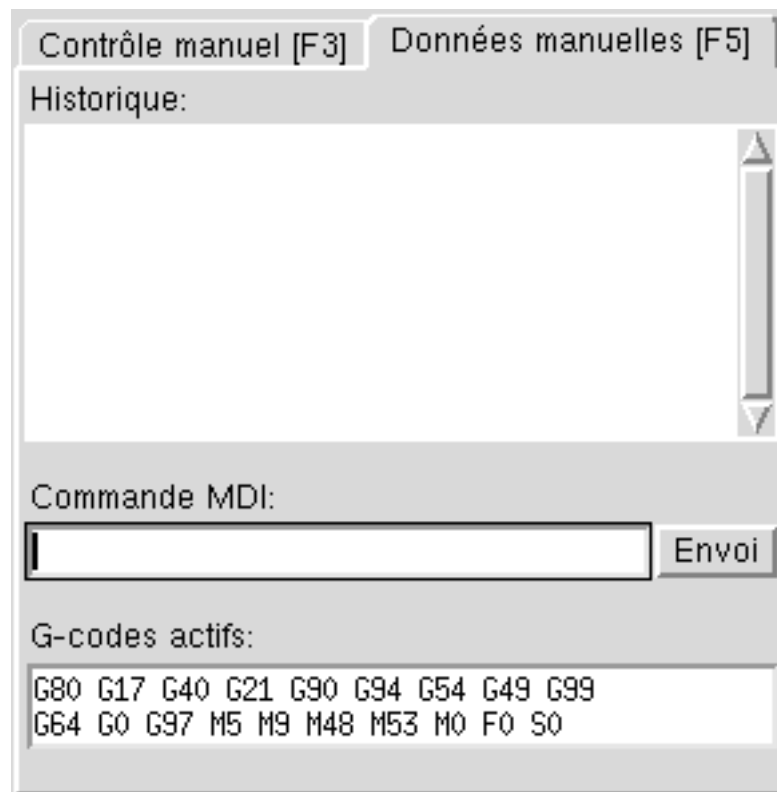 Contrôle manuel [F3] Données manuelles [F5]
Historique:
Commande MDI:
Envoi
G-codes actifs:
G80 G17 G40 G21 G90 G94 G54 G49 G99
G64 G0 G97 M5 M9 M48 M53 M0 F0 S0